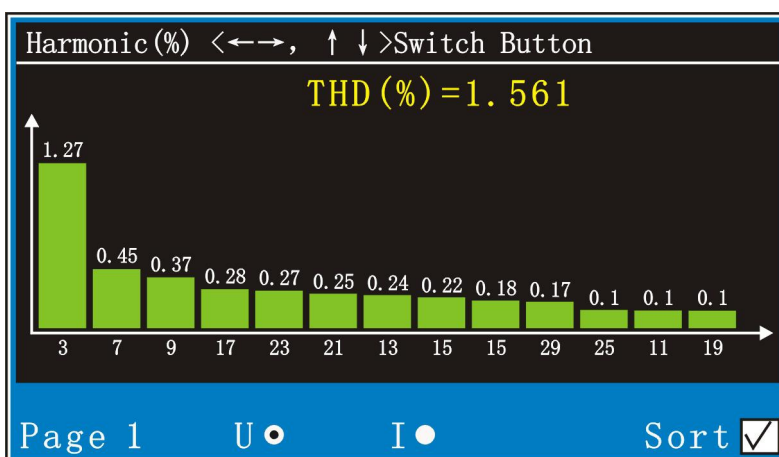 Harmonic(%) <←→, ↑↓>Switch Button
THD(%)=1.561
1.27 0.45 0.37 0.28 0.27 0.25 0.24 0.22 0.18 0.17 0.1 0.1 0.1
3 7 9 17 23 21 13 15 15 29 25 11 19
Page 1 U I Sort